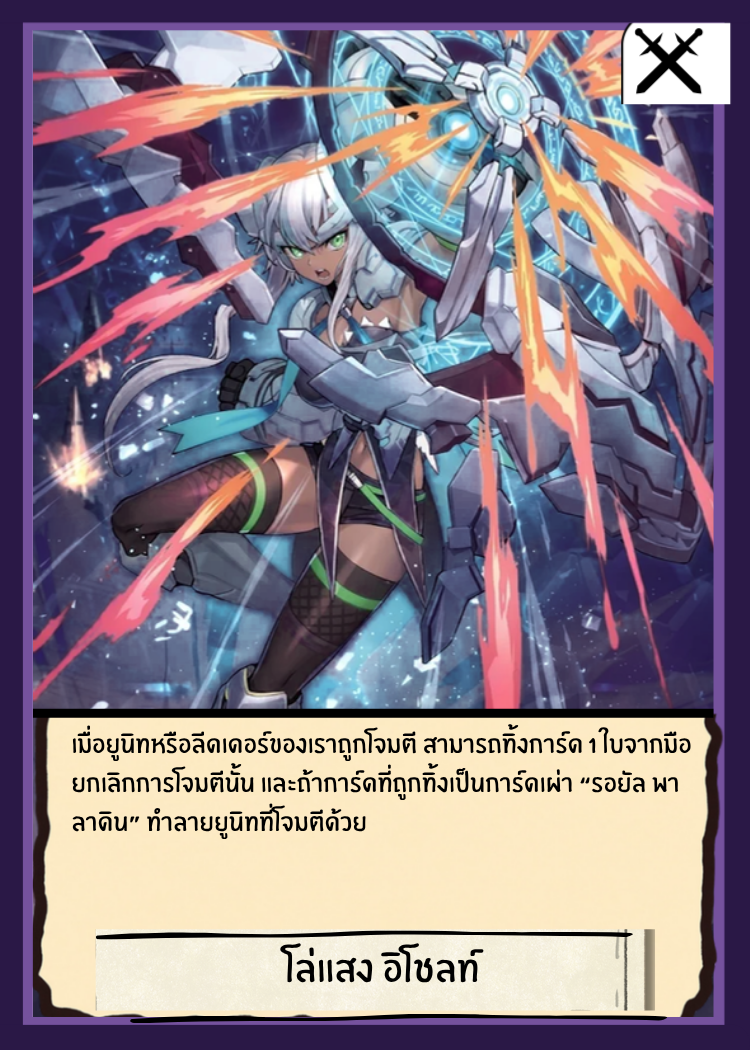 เมื่อยูนิทหรือลีดเดอร์ของเราถูกโจมตี สามารถทิ้งการ์ด 1 ใบจากมือ
ยกเลิกการโจมตีนั้น และถ้าการ์ดที่ถูกทิ้งเป็นการ์ดเผ่า “รอยัล พา
ลาดิน” ทำลายยูนิทที่โจมตีด้วย
โล่แสง อิโชลท์